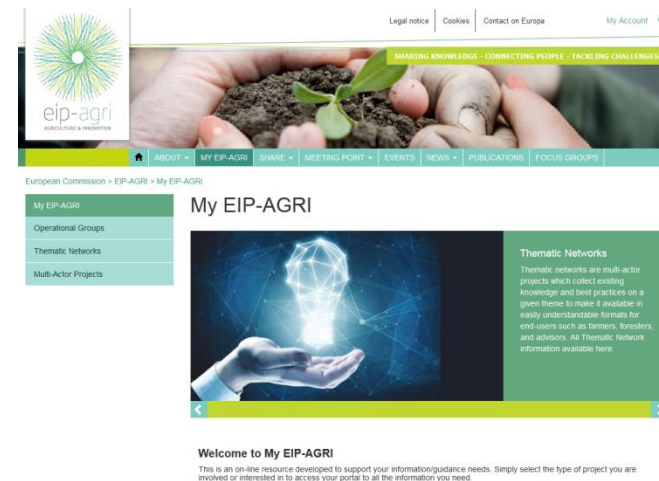 Legal notice Cookies Contact on Europa My Account
SHARING KNOWLEDGE - CONNECTING PEOPLE - TACKLING CHALLENGES
eip-agri
AGRICULTURE & INNOVATION
ABOUT MY EIP-AGRI SHARE MEETING POINT EVENTS NEWS PUBLICATIONS FOCUS GROUPS
European Commission > EIP-AGRI > My EIP-AGRI
My EIP-AGRI
Operational Groups
Thematic Networks
Multi-Actor Projects
My EIP-AGRI
Thematic Networks
Thematic networks are multi-actor
projects which collect existing
knowledge and best practices on a
given theme to make it available in
easily understandable formats for
end-users such as farmers, foresters,
and advisors. All Thematic Network
information available here.
Welcome to My EIP-AGRI
This is an on-line resource developed to support your information/guidance needs. Simply select the type of project you are
involved or interested in to access your portal to all the information you need.